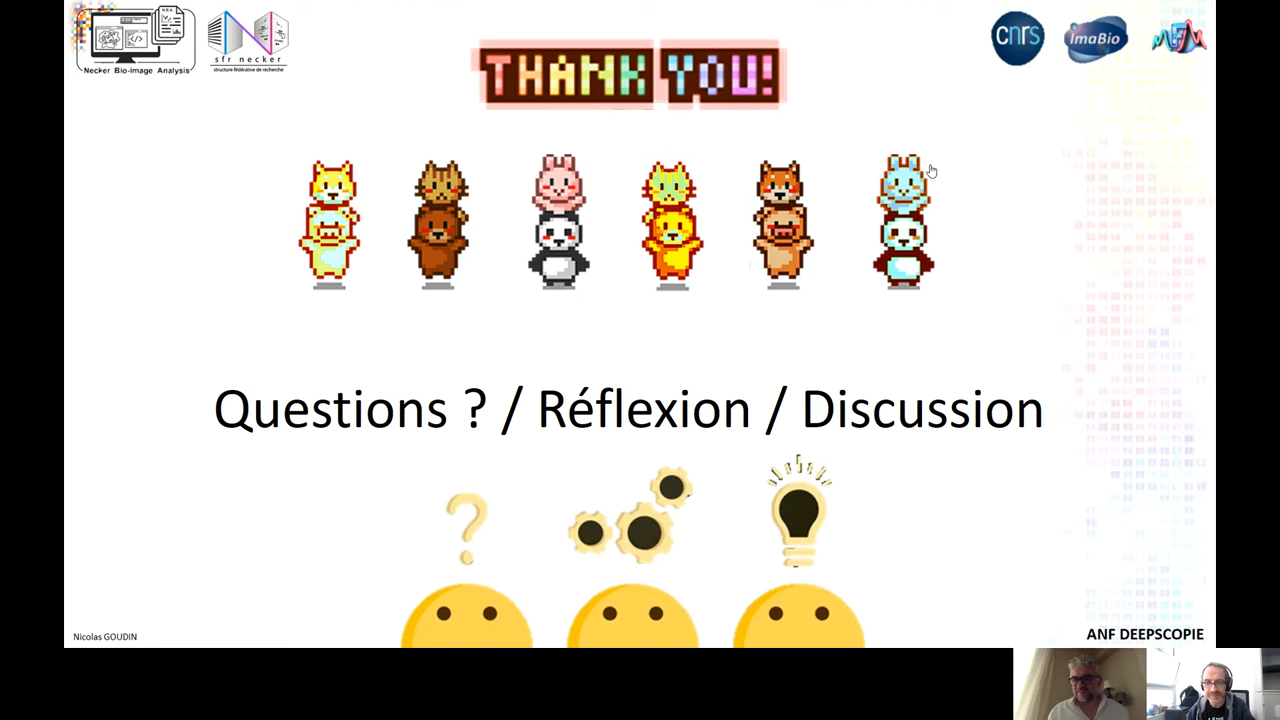 Necker Bio-image Analysis
sfr necker
structure fédérative de recherche
THANK YOU!
cnrs
ImaBio
Questions ? / Réflexion / Discussion
?
Nicolas GOUDIN
ANF DEEPSCOPIE